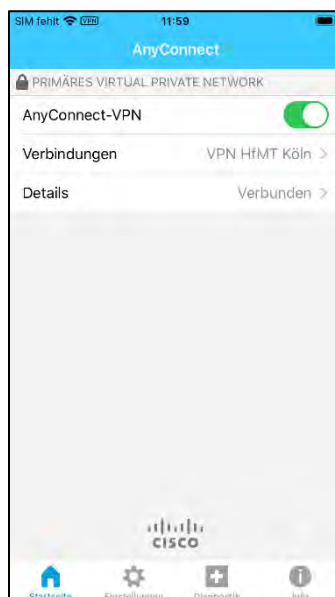 SIM fehlt VPN 11:59
AnyConnect
PRIMÄRES VIRTUAL PRIVATE NETWORK
AnyConnect-VPN
Verbindungen VPN HfMT Köln
Details Verbunden
CISCO
Startseite Einstellungen Diagnostik Info